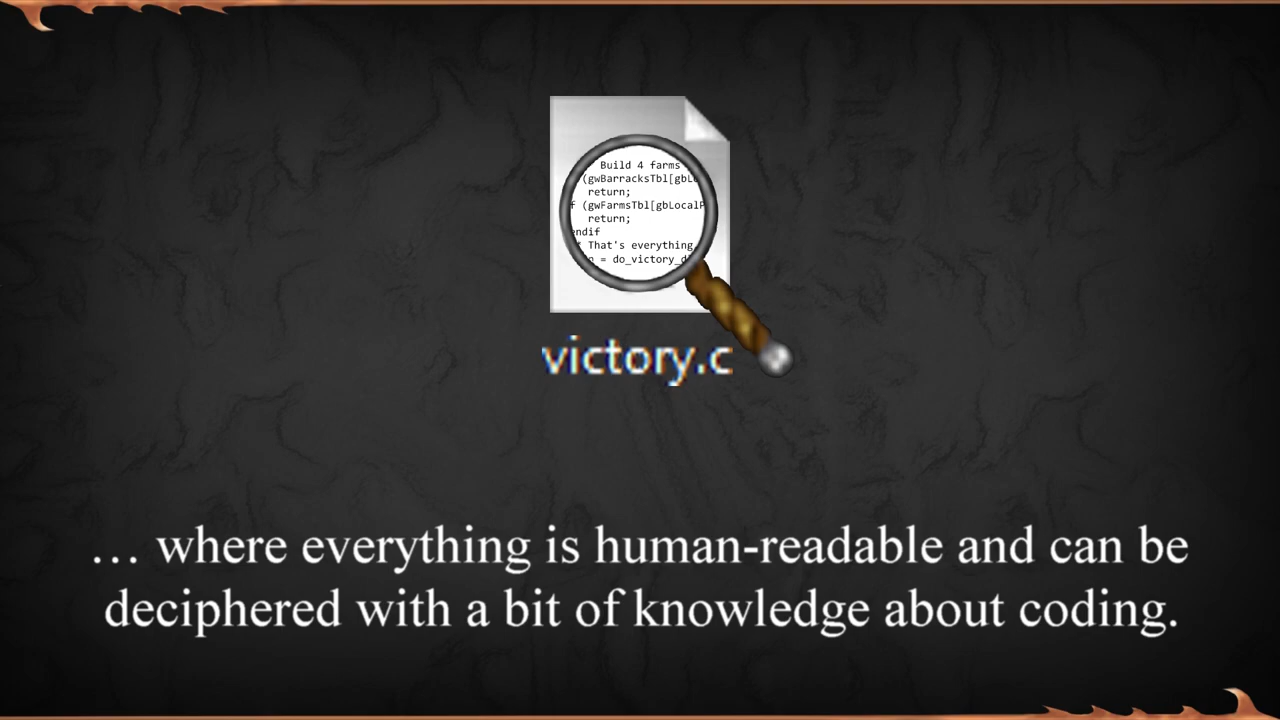 Build 4 farms
(gwBarracksTbl[gbL
return;
f (gwFarmsTbl[gbLocalP
return;
endif
* That's everything
= do_victory_d
victory.c
… where everything is human-readable and can be
deciphered with a bit of knowledge about coding.